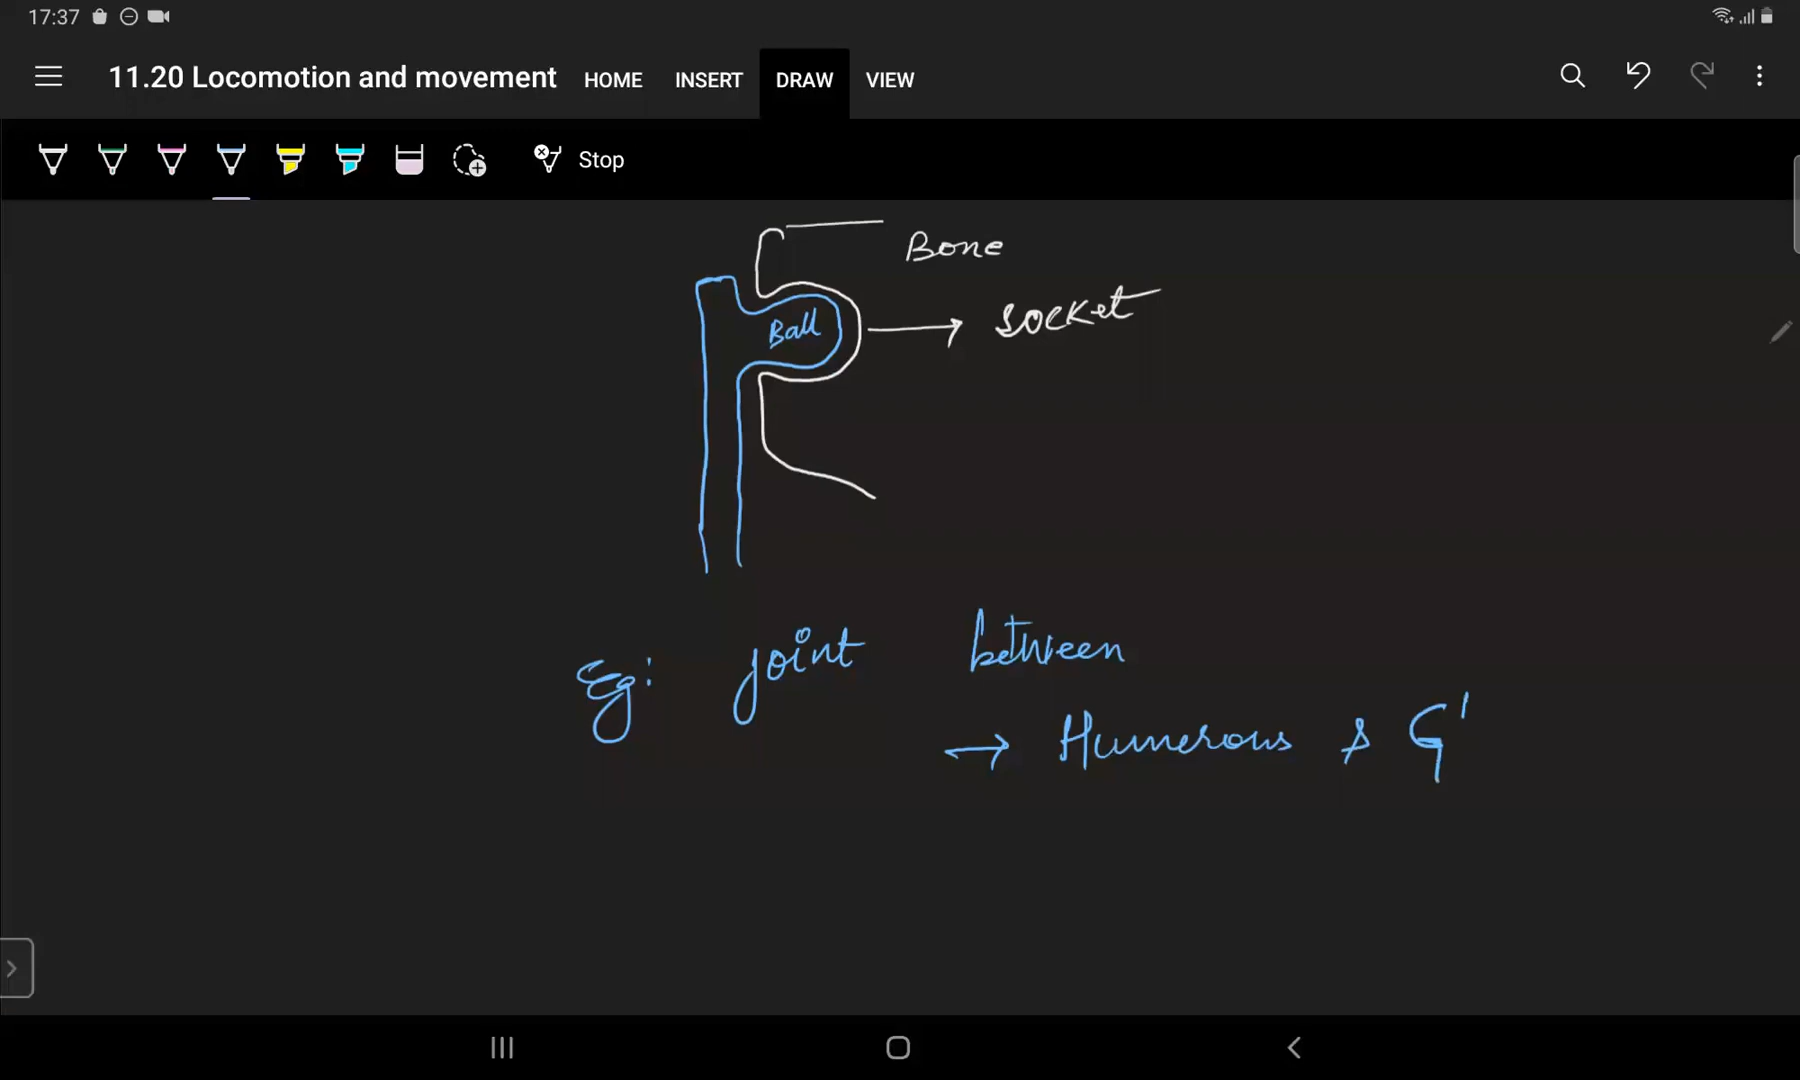 17:37
11.20 Locomotion and movement HOME INSERT DRAW VIEW
Stop
Bone
Ball
socket
Eg: joint between
→ Humerous & G'